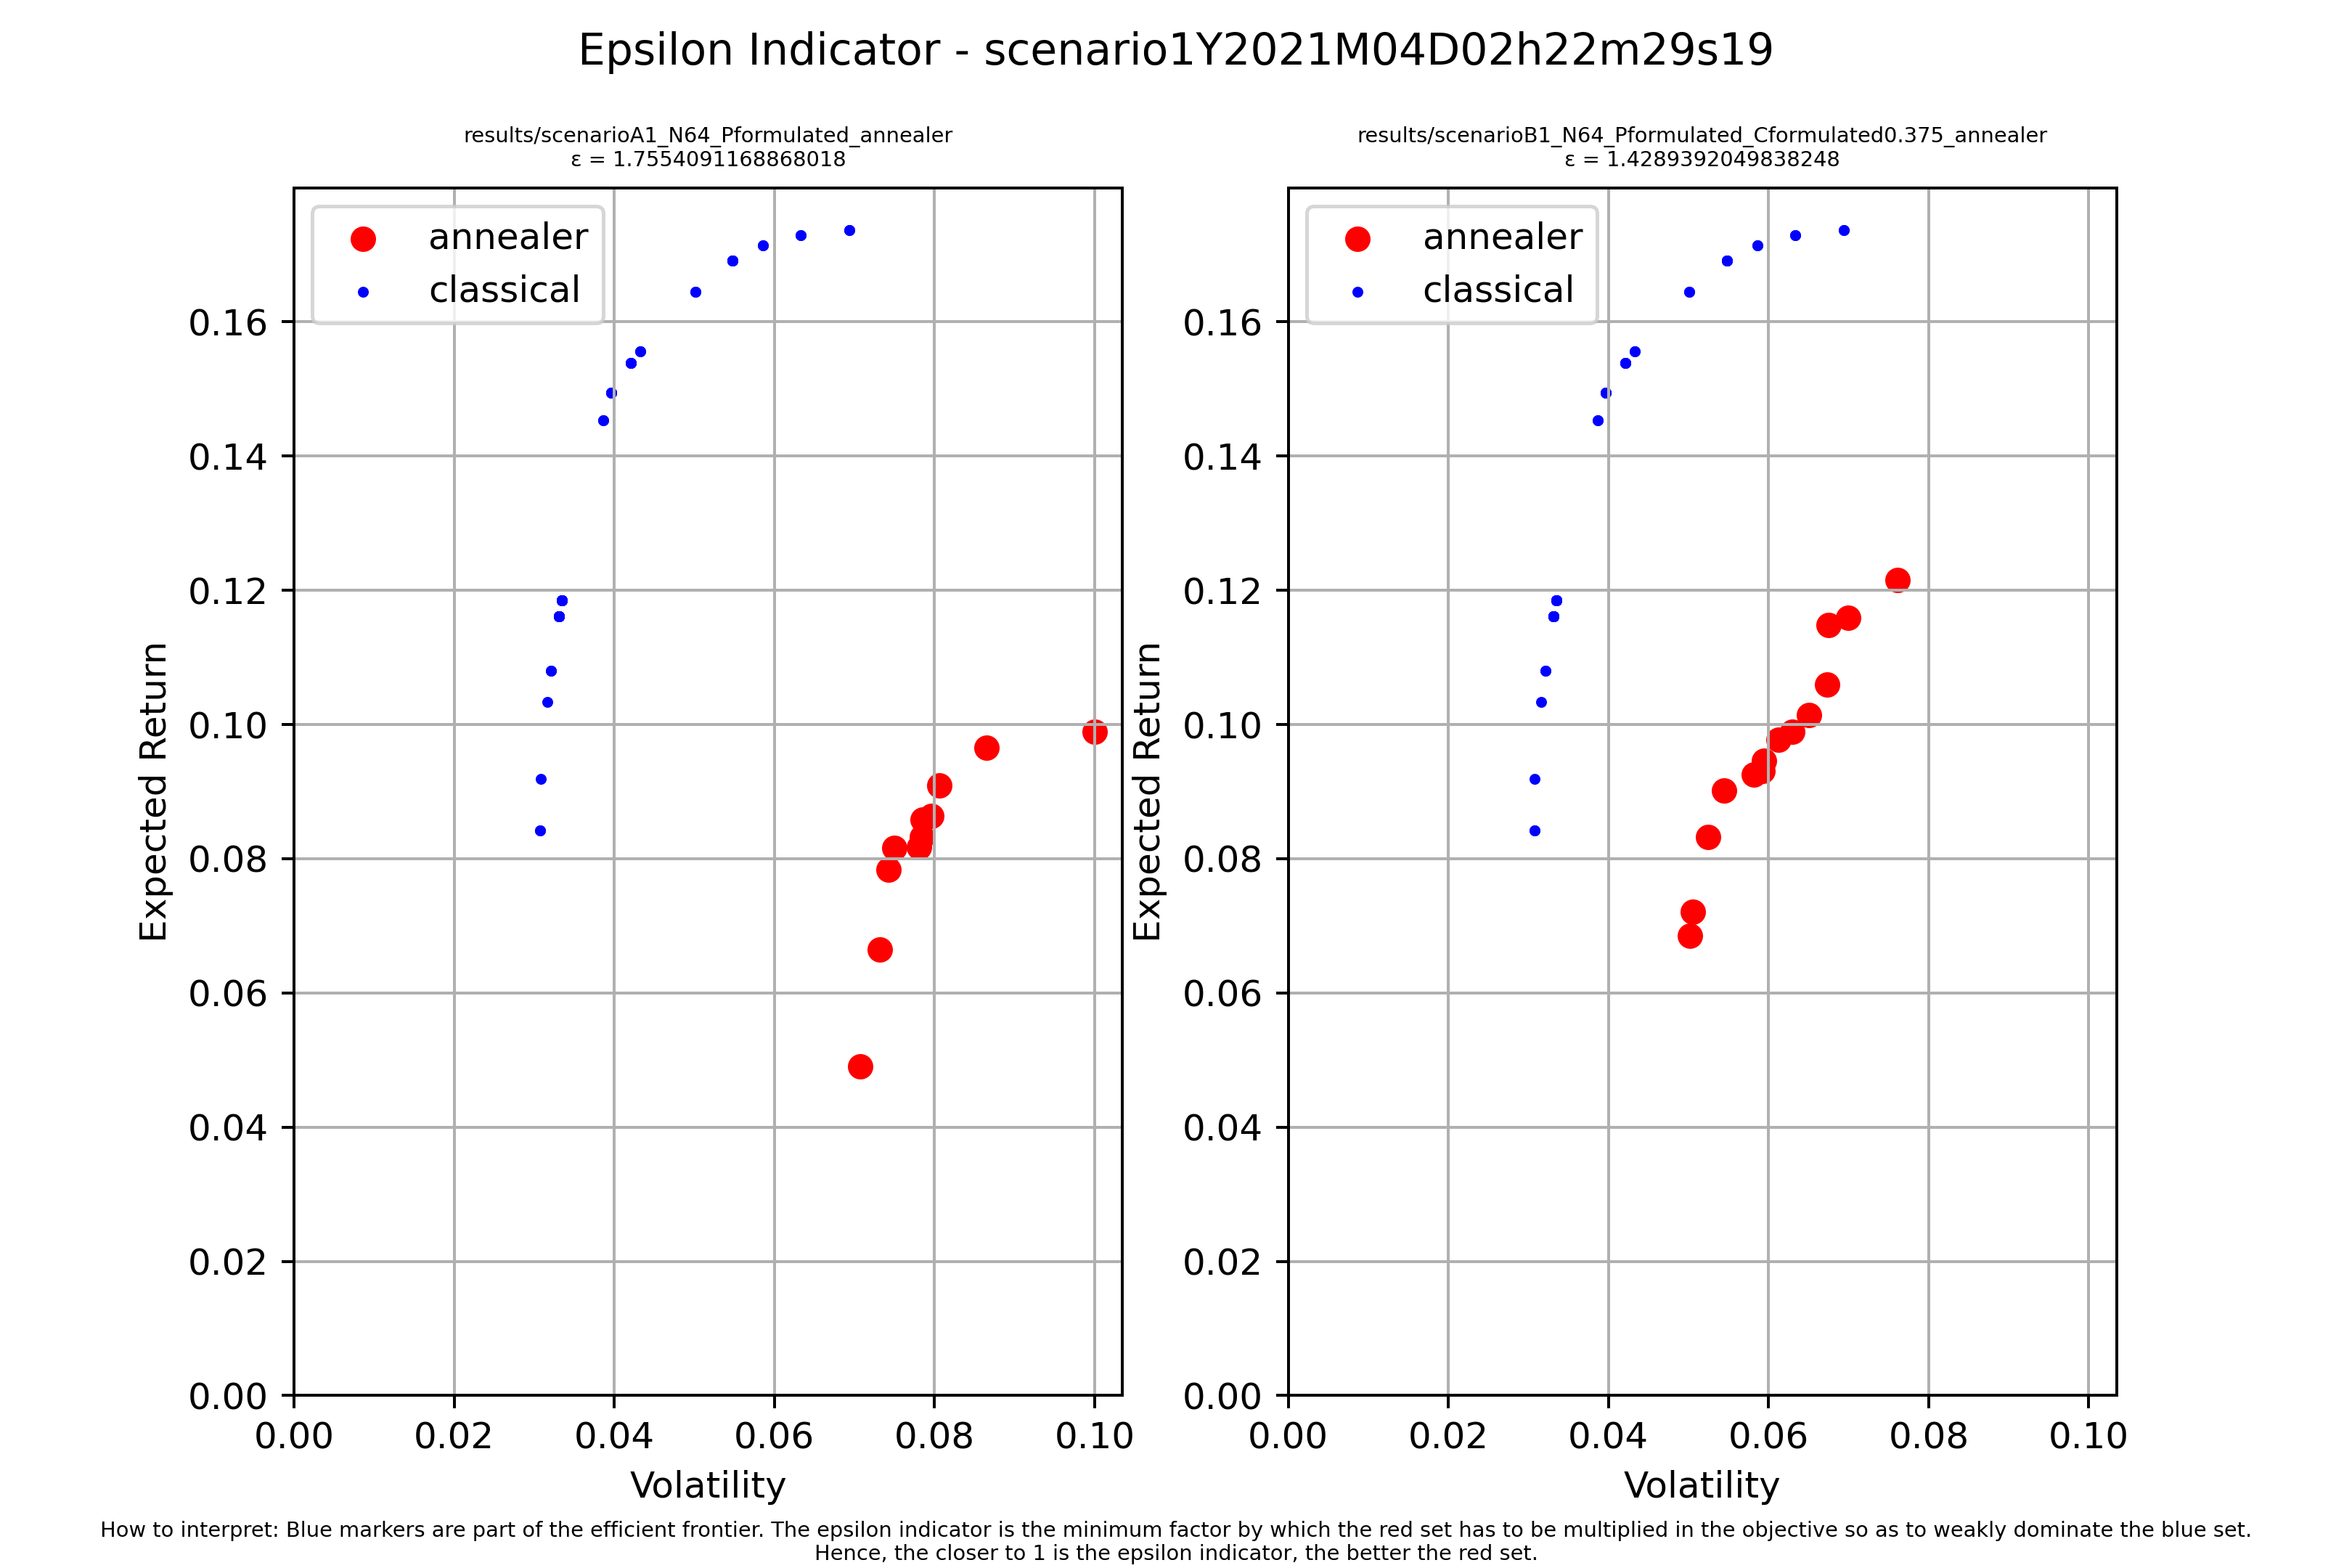 Epsilon Indicator - scenario1Y2021M04D02h22m29s19
results/scenarioA1_N64_Pformulated_annealer
ε = 1.7554091168868018
annealer
classical
0.16
0.14
0.12
0.10
0.08
0.06
0.04
0.02
0.00
Expected Return
0.00 0.02 0.04 0.06 0.08 0.10
Volatility
results/scenarioB1_N64_Pformulated_Cformulated0.375_annealer
ε = 1.4289392049838248
annealer
classical
0.16
0.14
0.12
0.10
0.08
0.06
0.04
0.02
0.00
Expected Return
0.00 0.02 0.04 0.06 0.08 0.10
Volatility
How to interpret: Blue markers are part of the efficient frontier. The epsilon indicator is the minimum factor by which the red set has to be multiplied in the objective so as to weakly dominate the blue set.
Hence, the closer to 1 is the epsilon indicator, the better the red set.